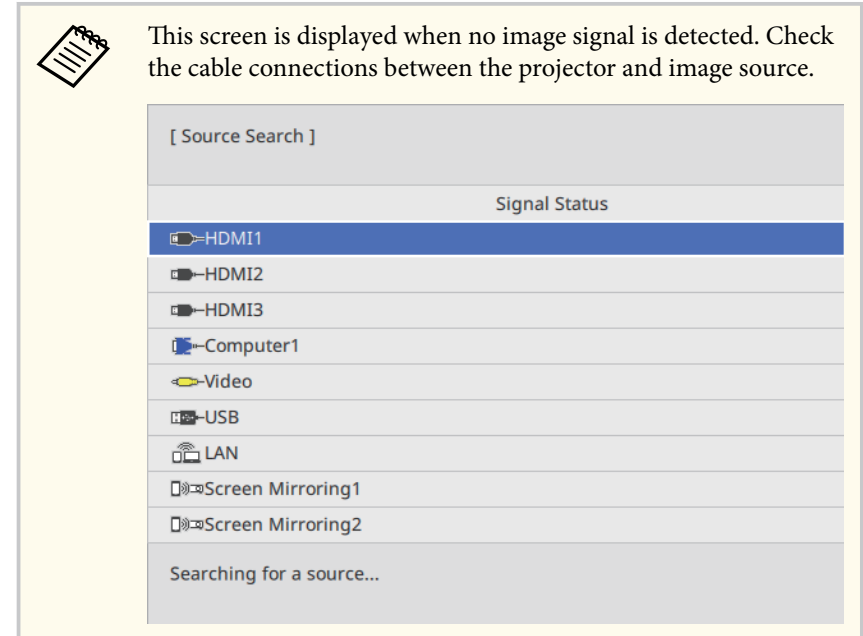 This screen is displayed when no image signal is detected. Check
the cable connections between the projector and image source.
[ Source Search ]
Signal Status
HDMI1
HDMI2
HDMI3
Computer1
Video
USB
LAN
Screen Mirroring1
Screen Mirroring2
Searching for a source...